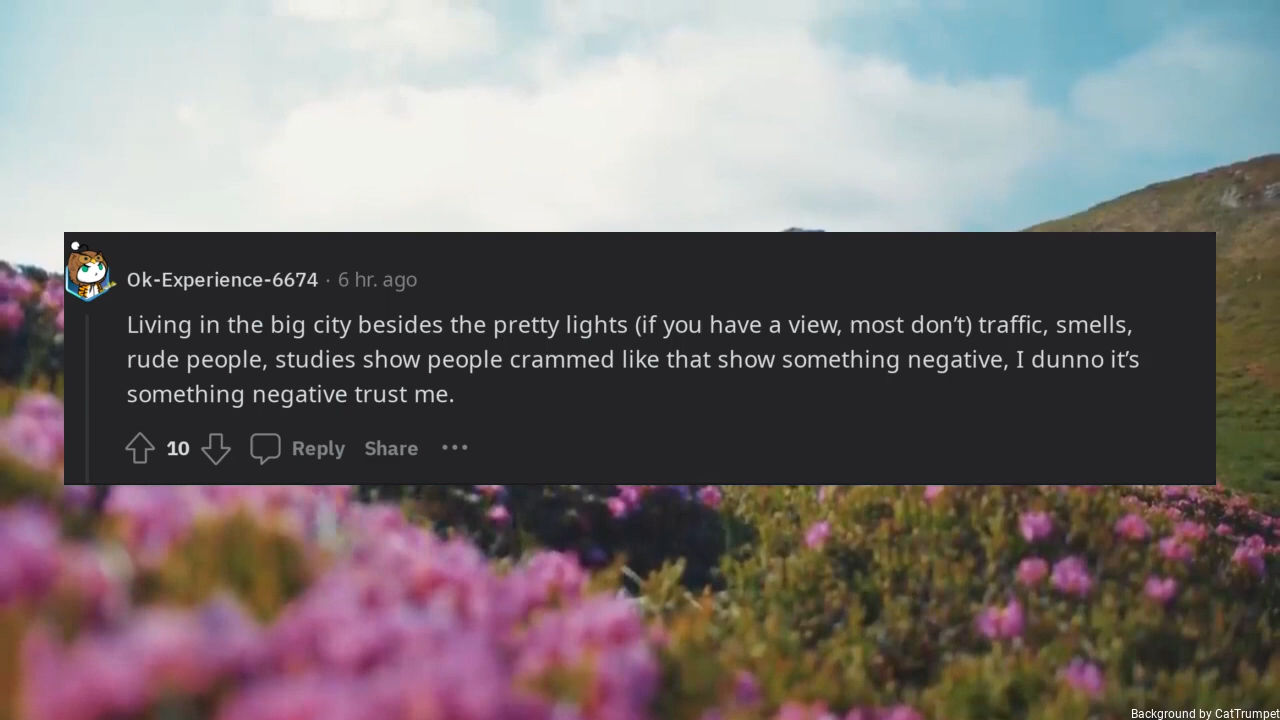 Ok-Experience-6674 · 6 hr. ago
Living in the big city besides the pretty lights (if you have a view, most don’t) traffic, smells,
rude people, studies show people crammed like that show something negative, I dunno it’s
something negative trust me.
10 Reply Share ···
Background by CatTrumpet